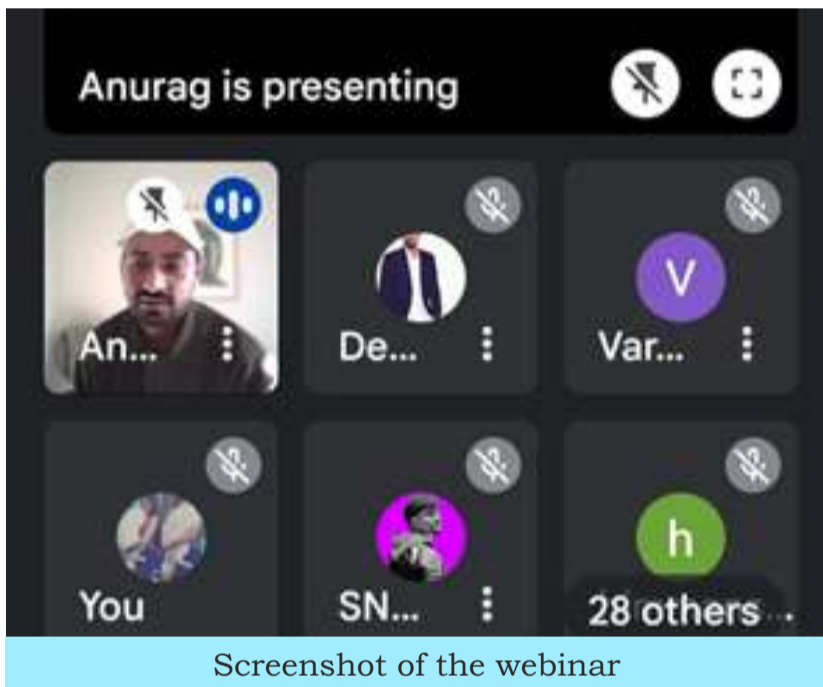 Anurag is presenting
An... De... V Var...
You SN... h 28 others
Screenshot of the webinar